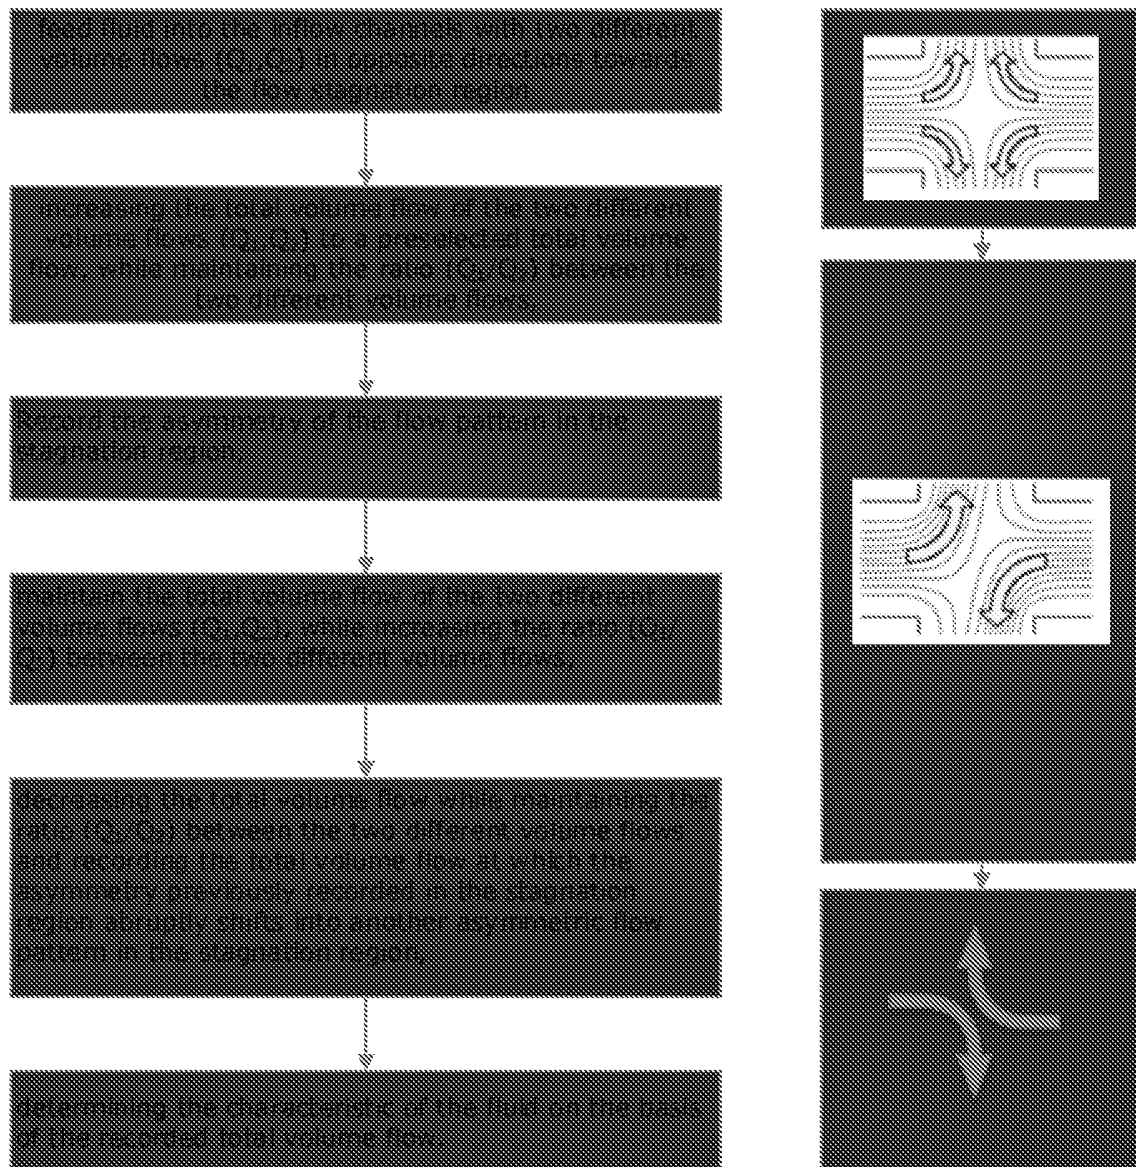 feed fluid into the inflow channels with two different
volume flows (Q₁,Q₂) in opposite directions towards
the flow stagnation region
increasing the total volume flow of the two different
volume flows (Q₁,Q₂) to a preselected total volume
flow, while maintaining the ratio (Q₁/Q₂) between the
two different volume flows.
Record the asymmetry of the flow pattern in the
stagnation region,
maintain the total volume flow of the two different
volume flows (Q₁,Q₂), while increasing the ratio (Q₁/
Q₂) between the two different volume flows.
decreasing the total volume flow while maintaining the
ratio (Q₁/Q₂) between the two different volume flows
and recording the total volume flow at which the
asymmetry previously recorded in the stagnation
region abruptly shifts into another asymmetric flow
pattern in the stagnation region,
determining the characteristic of the fluid on the basis
of the recorded total volume flow.